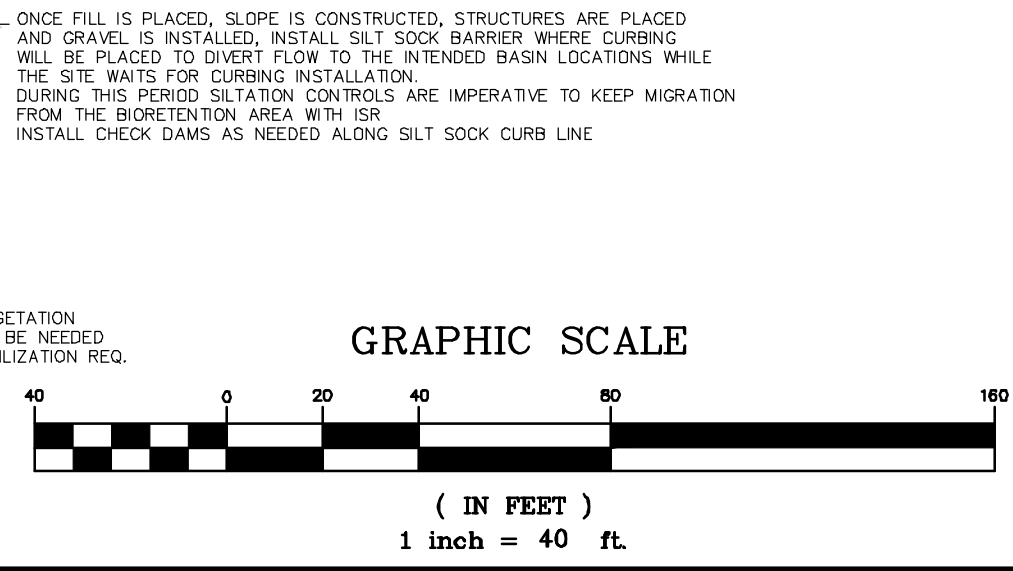 ONCE FILL IS PLACED, SLOPE IS CONSTRUCTED, STRUCTURES ARE PLACED
AND GRAVEL IS INSTALLED, INSTALL SILT SOCK BARRIER WHERE CURBING
WILL BE PLACED TO DIVERT FLOW TO THE INTENDED BASIN LOCATIONS WHILE
THE SITE WAITS FOR CURBING INSTALLATION.
DURING THIS PERIOD SILTATION CONTROLS ARE IMPERATIVE TO KEEP MIGRATION
FROM THE BIORETENTION AREA WITH ISR
INSTALL CHECK DAMS AS NEEDED ALONG SILT SOCK CURB LINE
GETATION
BE NEEDED
ILIZATION REQ.
GRAPHIC SCALE
40 0 20 40 80 160
( IN FEET )
1 inch = 40 ft.